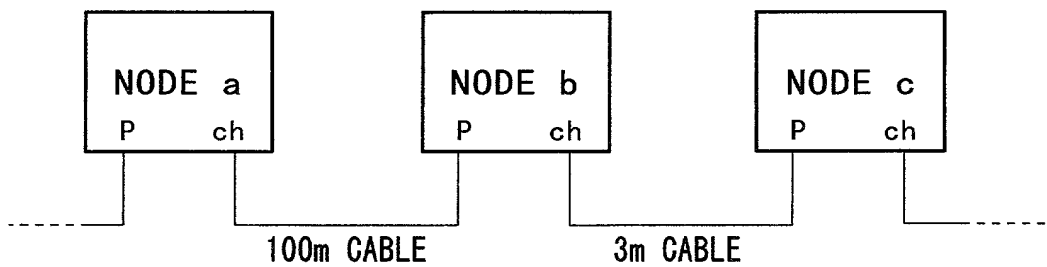 NODE a
P ch
NODE b
P ch
NODE c
P ch
100m CABLE
3m CABLE